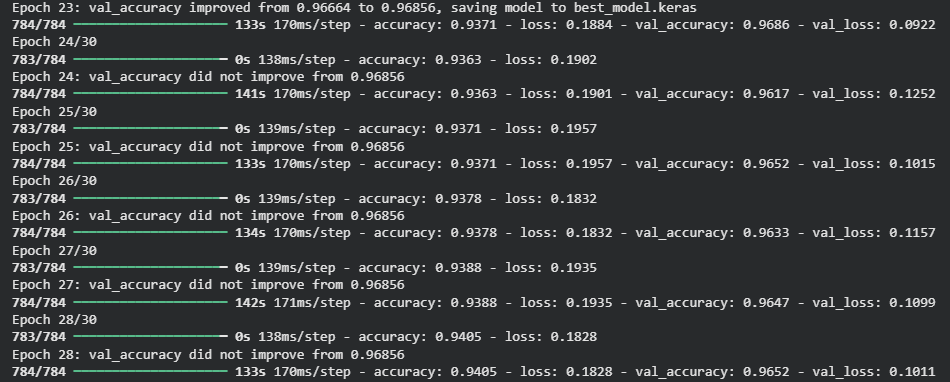 Epoch 23: val_accuracy improved from 0.96664 to 0.96856, saving model to best_model.keras
784/784 ━━━━━━━━━━━━━━━━━━━━ 133s 170ms/step - accuracy: 0.9371 - loss: 0.1884 - val_accuracy: 0.9686 - val_loss: 0.0922
Epoch 24/30
783/784 ━━━━━━━━━━━━━━━━━━━━ 0s 138ms/step - accuracy: 0.9363 - loss: 0.1902
Epoch 24: val_accuracy did not improve from 0.96856
784/784 ━━━━━━━━━━━━━━━━━━━━ 141s 170ms/step - accuracy: 0.9363 - loss: 0.1901 - val_accuracy: 0.9617 - val_loss: 0.1252
Epoch 25/30
783/784 ━━━━━━━━━━━━━━━━━━━━ 0s 139ms/step - accuracy: 0.9371 - loss: 0.1957
Epoch 25: val_accuracy did not improve from 0.96856
784/784 ━━━━━━━━━━━━━━━━━━━━ 133s 170ms/step - accuracy: 0.9371 - loss: 0.1957 - val_accuracy: 0.9652 - val_loss: 0.1015
Epoch 26/30
783/784 ━━━━━━━━━━━━━━━━━━━━ 0s 139ms/step - accuracy: 0.9378 - loss: 0.1832
Epoch 26: val_accuracy did not improve from 0.96856
784/784 ━━━━━━━━━━━━━━━━━━━━ 134s 170ms/step - accuracy: 0.9378 - loss: 0.1832 - val_accuracy: 0.9633 - val_loss: 0.1157
Epoch 27/30
783/784 ━━━━━━━━━━━━━━━━━━━━ 0s 139ms/step - accuracy: 0.9388 - loss: 0.1935
Epoch 27: val_accuracy did not improve from 0.96856
784/784 ━━━━━━━━━━━━━━━━━━━━ 142s 171ms/step - accuracy: 0.9388 - loss: 0.1935 - val_accuracy: 0.9647 - val_loss: 0.1099
Epoch 28/30
783/784 ━━━━━━━━━━━━━━━━━━━━ 0s 138ms/step - accuracy: 0.9405 - loss: 0.1828
Epoch 28: val_accuracy did not improve from 0.96856
784/784 ━━━━━━━━━━━━━━━━━━━━ 133s 170ms/step - accuracy: 0.9405 - loss: 0.1828 - val_accuracy: 0.9652 - val_loss: 0.1011